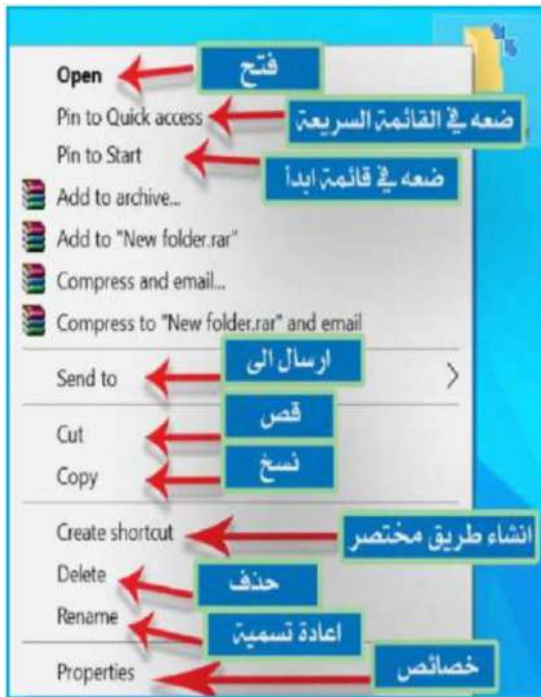 Open فتح
Pin to Quick access ضعه في القائمة السريعة
Pin to Start ضعه في قائمة ابدأ
Add to archive...
Add to "New folder.rar"
Compress and email...
Compress to "New folder.rar" and email
Send to ارسال الى
Cut قص
Copy نسخ
Create shortcut انشاء طريق مختصر
Delete حذف
Rename اعادة تسمية
Properties خصائص